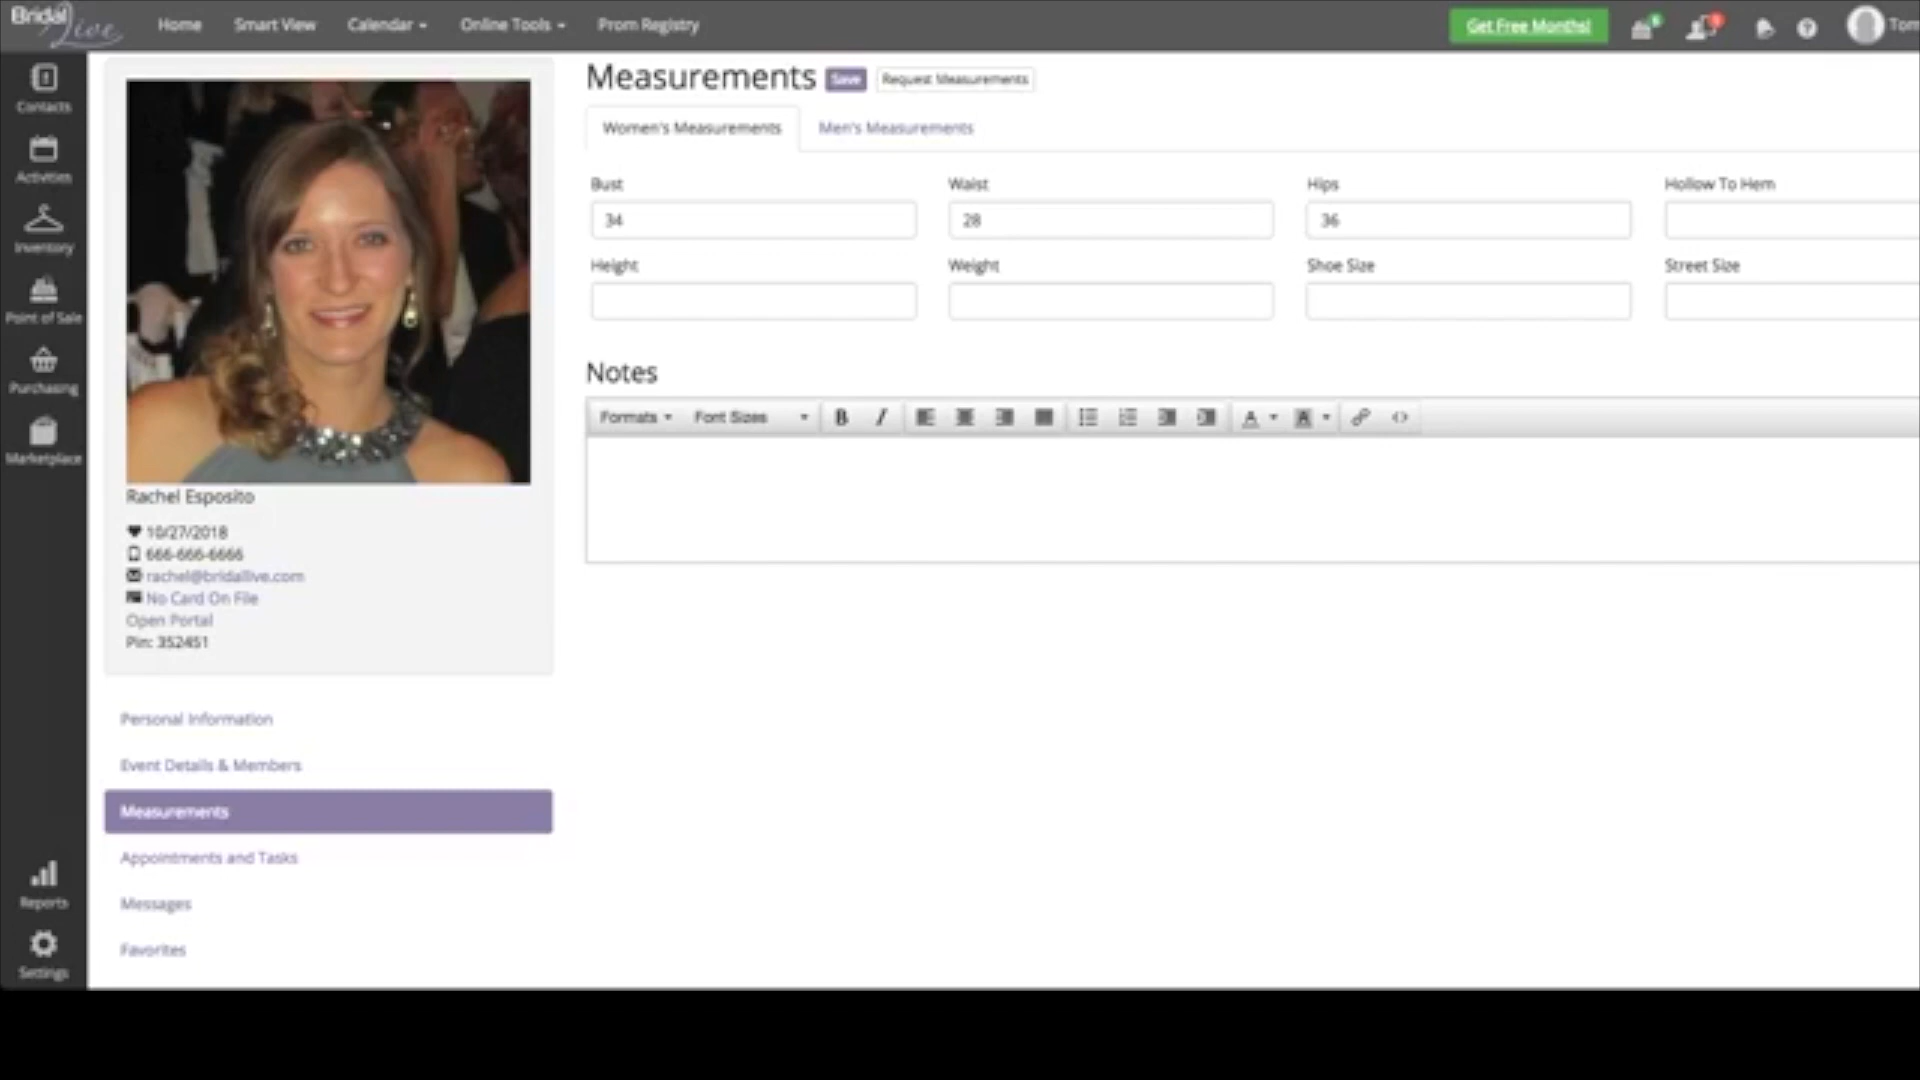 Bridal Live Home Smart View Calendar Online Tools Prom Registry Get Free Months! 6 Tom
Contacts
Activities
Inventory
Point of Sale
Purchasing
Marketplace
Reports
Settings
Rachel Esposito
10/27/2018
666-666-6666
rachel@bridallive.com
No Card On File
Open Portal
Pin: 352451
Personal Information
Event Details & Members
Measurements
Appointments and Tasks
Messages
Favorites
Measurements Save Request Measurements
Women's Measurements Men's Measurements
Bust Waist Hips Hollow To Hem
34 28 36
Height Weight Shoe Size Street Size
Notes
Formats Font Sizes B I A A